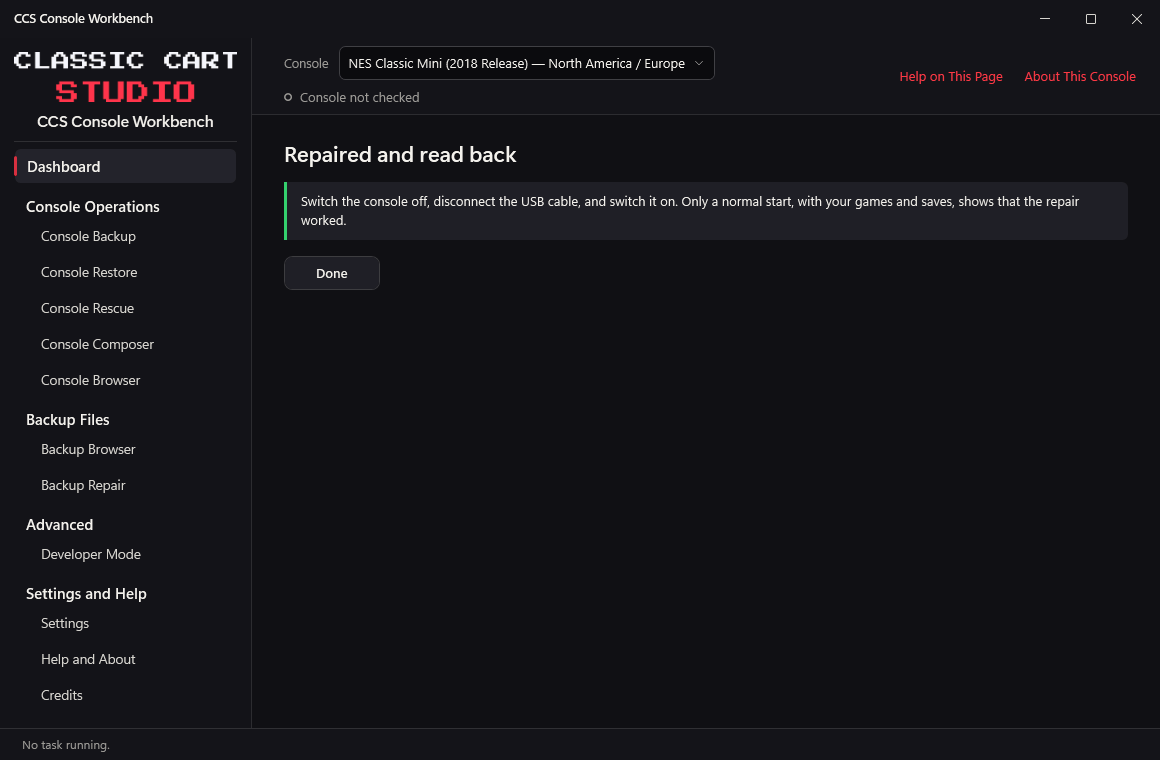 CCS Console Workbench
CLASSIC CART
STUDIO
CCS Console Workbench
Dashboard
Console Operations
Console Backup
Console Restore
Console Rescue
Console Composer
Console Browser
Backup Files
Backup Browser
Backup Repair
Advanced
Developer Mode
Settings and Help
Settings
Help and About
Credits
Console
NES Classic Mini (2018 Release) — North America / Europe
Console not checked
Help on This Page
About This Console
Repaired and read back
Switch the console off, disconnect the USB cable, and switch it on. Only a normal start, with your games and saves, shows that the repair
worked.
Done
No task running.